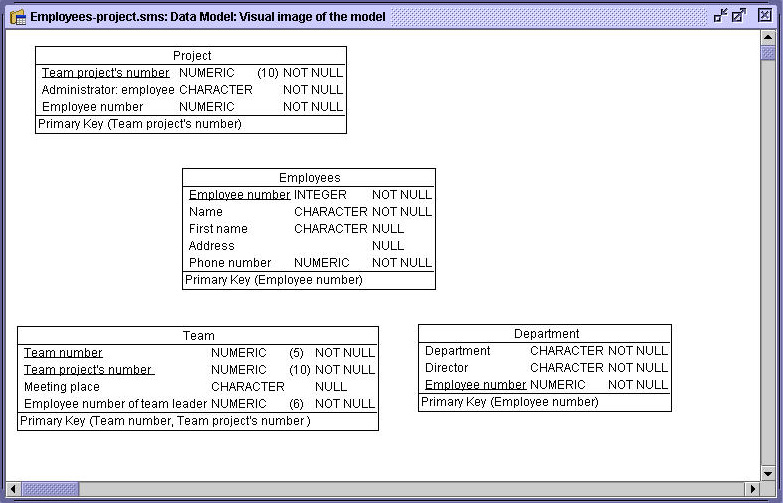 Employees-project.sms: Data Model: Visual image of the model
Project
Team project's number NUMERIC (10) NOT NULL
Administrator: employee CHARACTER NOT NULL
Employee number NUMERIC NOT NULL
Primary Key (Team project's number)
Employees
Employee number INTEGER NOT NULL
Name CHARACTER NOT NULL
First name CHARACTER NULL
Address NULL
Phone number NUMERIC NOT NULL
Primary Key (Employee number)
Team
Team number NUMERIC (5) NOT NULL
Team project's number NUMERIC (10) NOT NULL
Meeting place CHARACTER NULL
Employee number of team leader NUMERIC (6) NOT NULL
Primary Key (Team number, Team project's number )
Department
Department CHARACTER NOT NULL
Director CHARACTER NOT NULL
Employee number NUMERIC NOT NULL
Primary Key (Employee number)